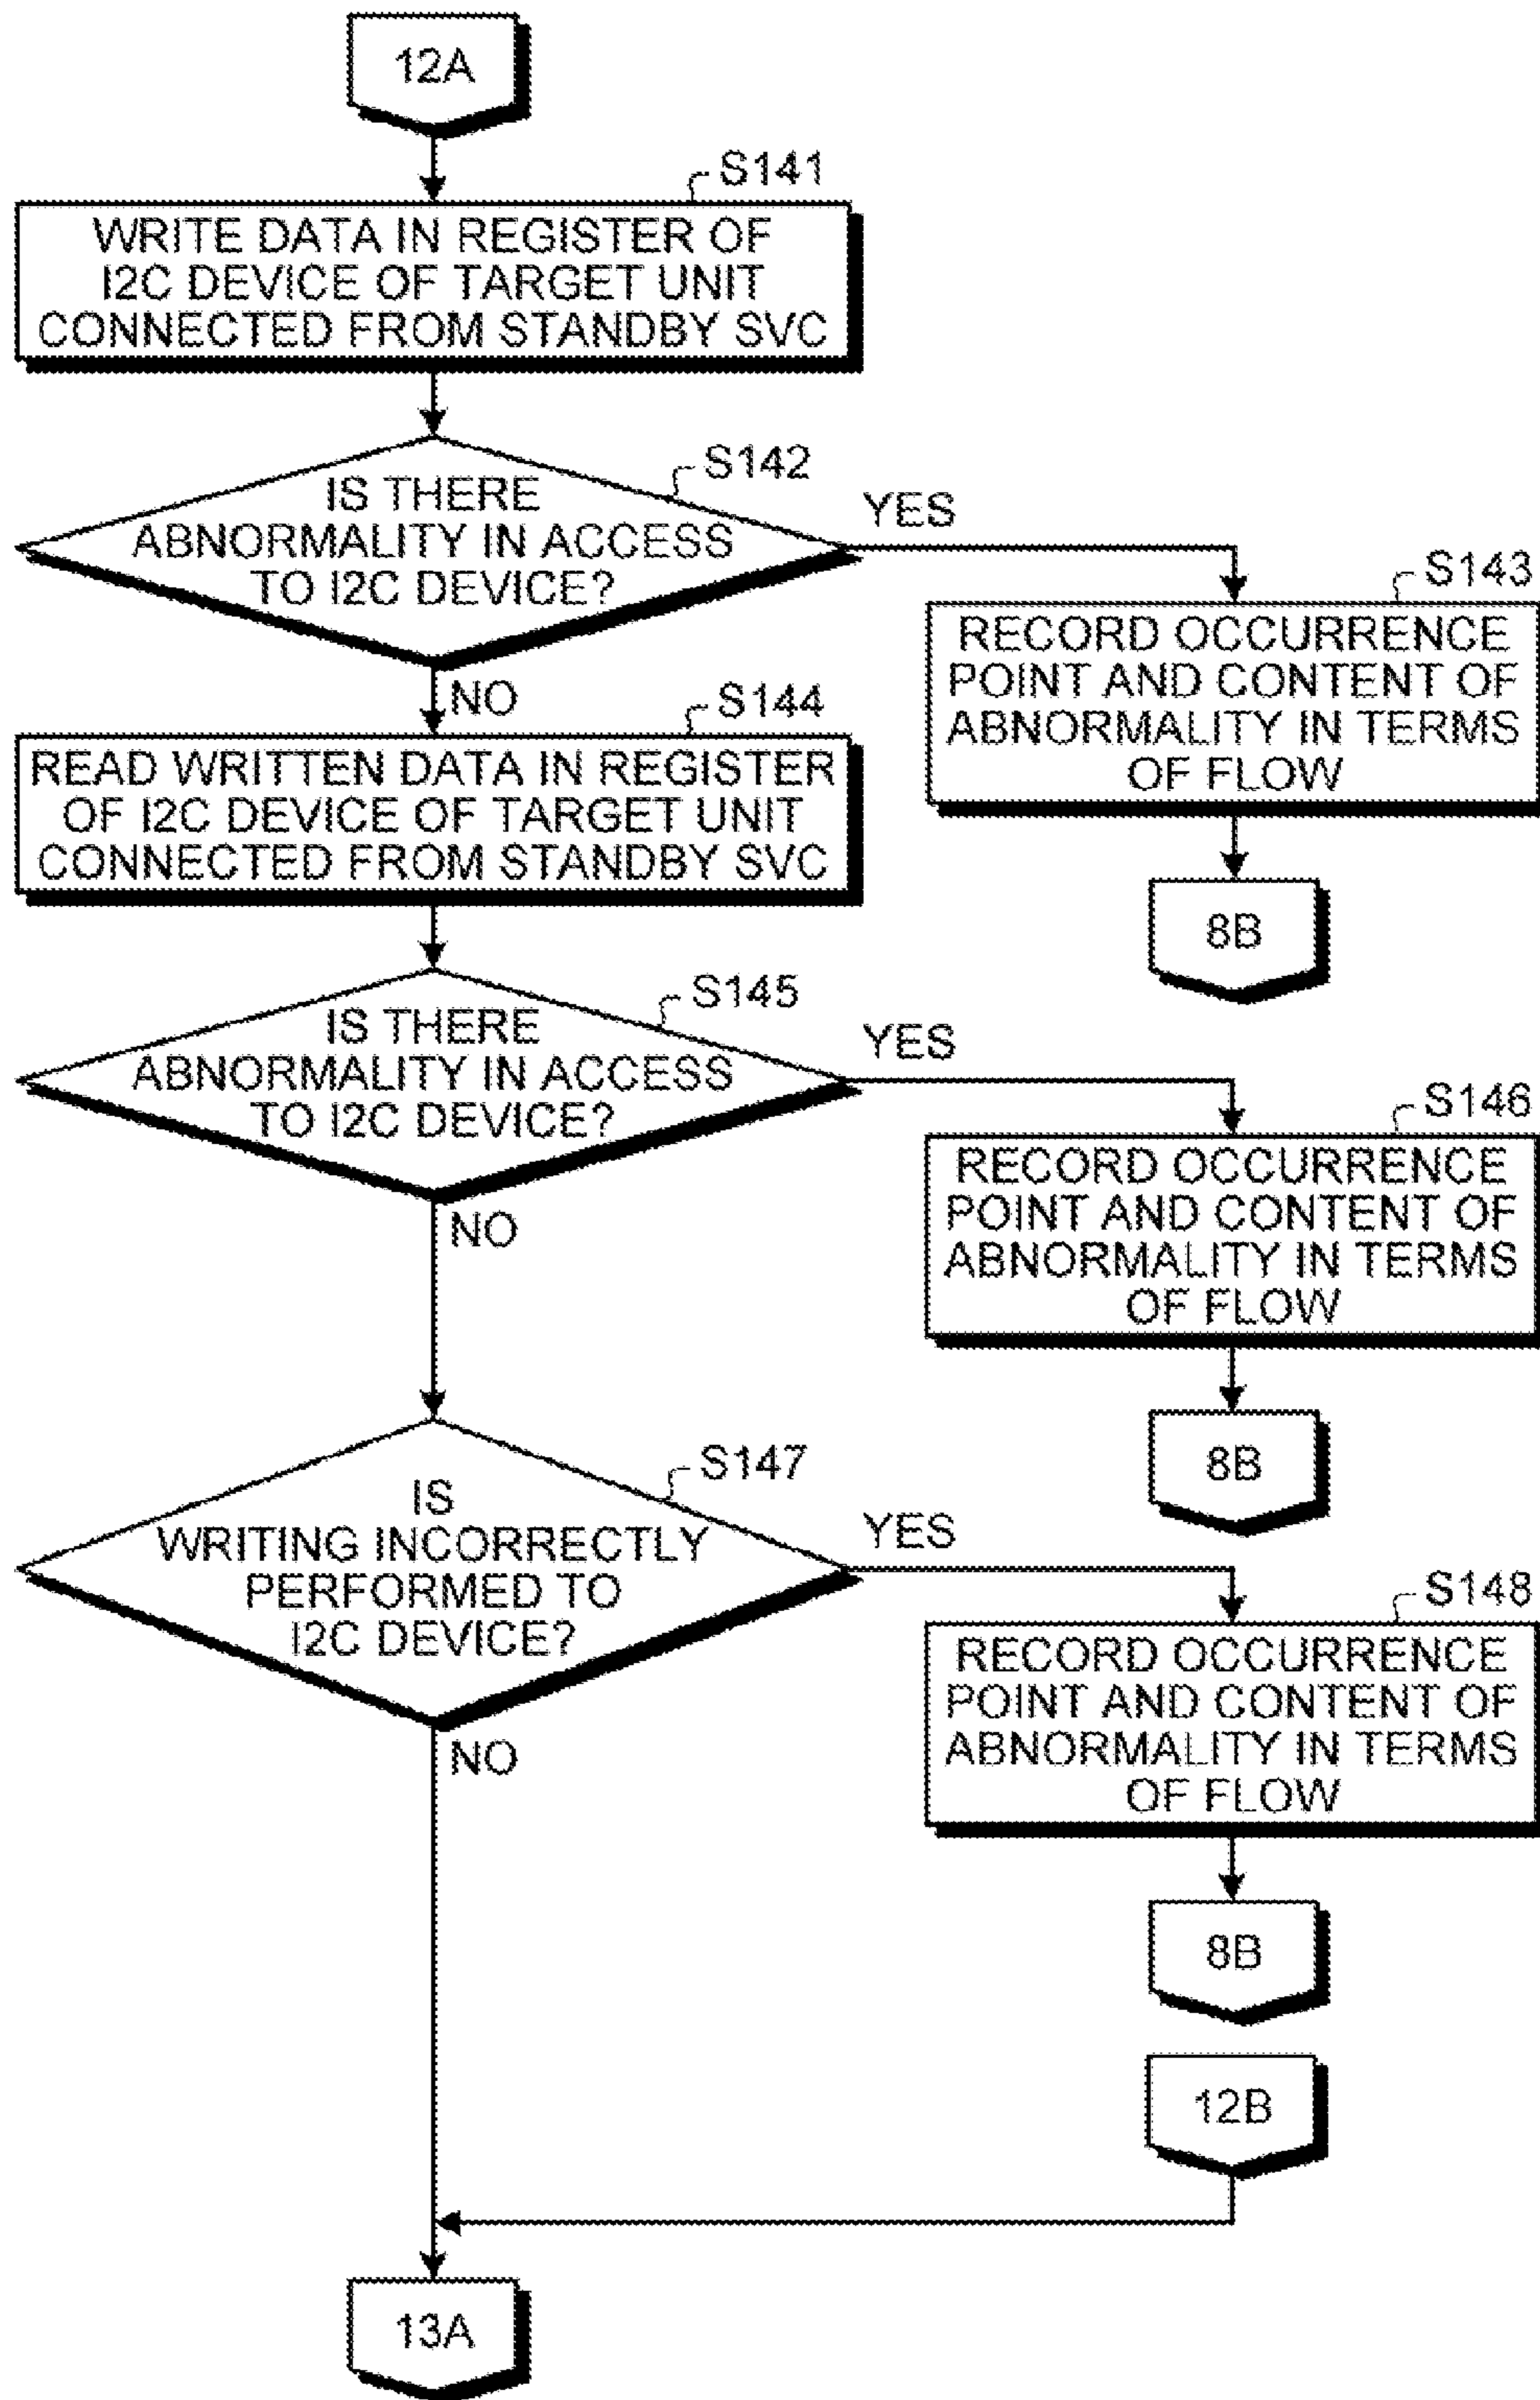 12A
S141
WRITE DATA IN REGISTER OF
I2C DEVICE OF TARGET UNIT
CONNECTED FROM STANDBY SVC
S142
IS THERE
ABNORMALITY IN ACCESS
TO I2C DEVICE?
YES
NO
S143
RECORD OCCURRENCE
POINT AND CONTENT OF
ABNORMALITY IN TERMS
OF FLOW
8B
S144
READ WRITTEN DATA IN REGISTER
OF I2C DEVICE OF TARGET UNIT
CONNECTED FROM STANDBY SVC
S145
IS THERE
ABNORMALITY IN ACCESS
TO I2C DEVICE?
YES
NO
S146
RECORD OCCURRENCE
POINT AND CONTENT OF
ABNORMALITY IN TERMS
OF FLOW
8B
S147
IS
WRITING INCORRECTLY
PERFORMED TO
I2C DEVICE?
YES
NO
S148
RECORD OCCURRENCE
POINT AND CONTENT OF
ABNORMALITY IN TERMS
OF FLOW
8B
12B
13A